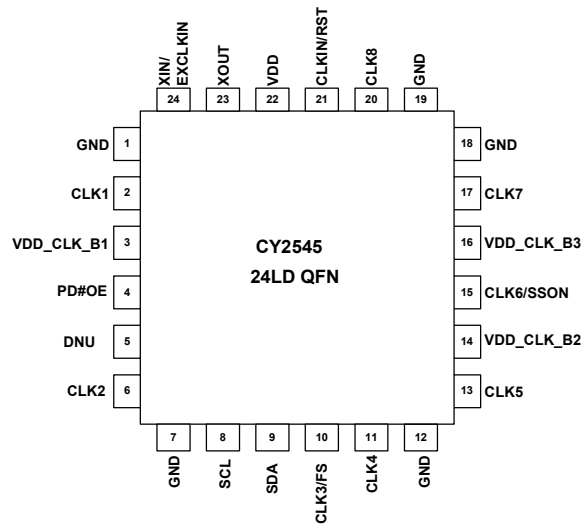 XIN/
EXCLKIN
XOUT
VDD
CLKIN/RST
CLK8
GND
24
23
22
21
20
19
GND
1
18
GND
CLK1
2
17
CLK7
VDD_CLK_B1
3
16
VDD_CLK_B3
CY2545
24LD QFN
PD#OE
4
15
CLK6/SSON
DNU
5
14
VDD_CLK_B2
CLK2
6
13
CLK5
7
8
9
10
11
12
GND
SCL
SDA
CLK3/FS
CLK4
GND